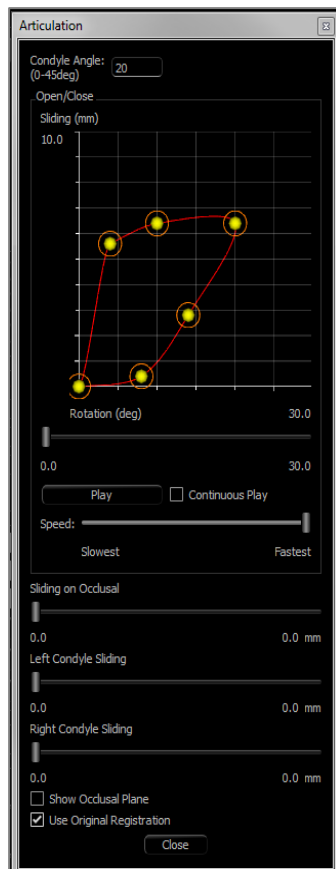 Articulation
Condyle Angle:
(0-45deg)
20
Open/Close
Sliding (mm)
10.0
Rotation (deg)
30.0
0.0
30.0
Play
Continuous Play
Speed:
Slowest
Fastest
Sliding on Occlusal
0.0
0.0 mm
Left Condyle Sliding
0.0
0.0 mm
Right Condyle Sliding
0.0
0.0 mm
Show Occlusal Plane
Use Original Registration
Close